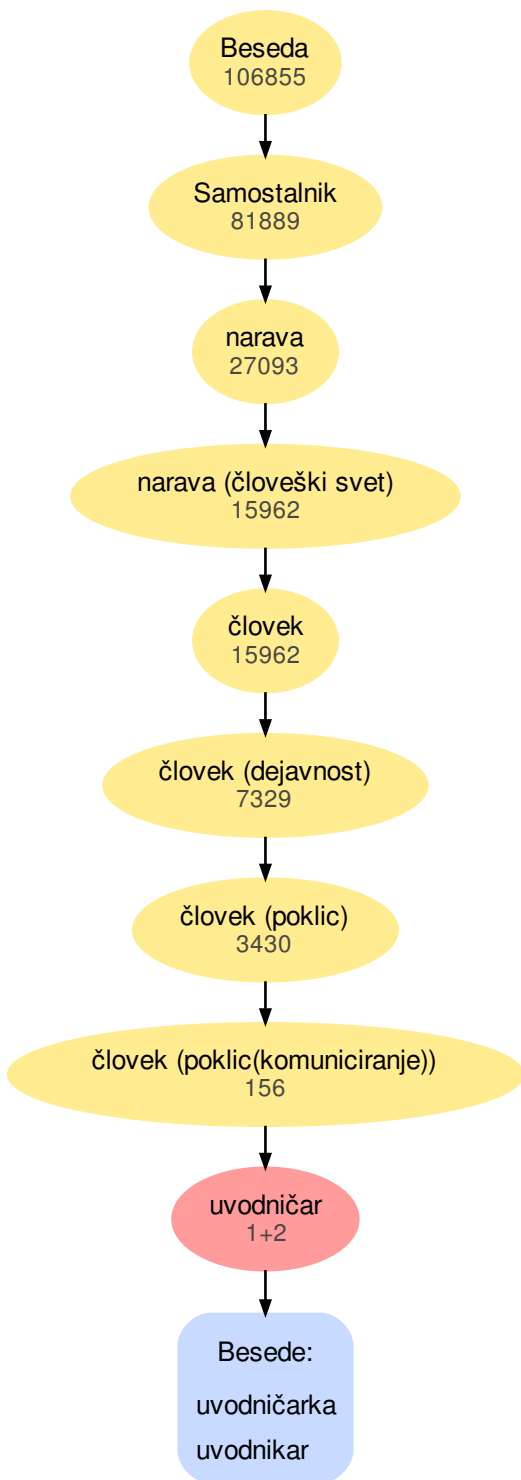 Beseda
106855
Samostalnik
81889
narava
27093
narava (človeški svet)
15962
človek
15962
človek (dejavnost)
7329
človek (poklic)
3430
človek (poklic(komuniciranje))
156
uvodničar
1+2
Besede:
uvodničarka
uvodnikar